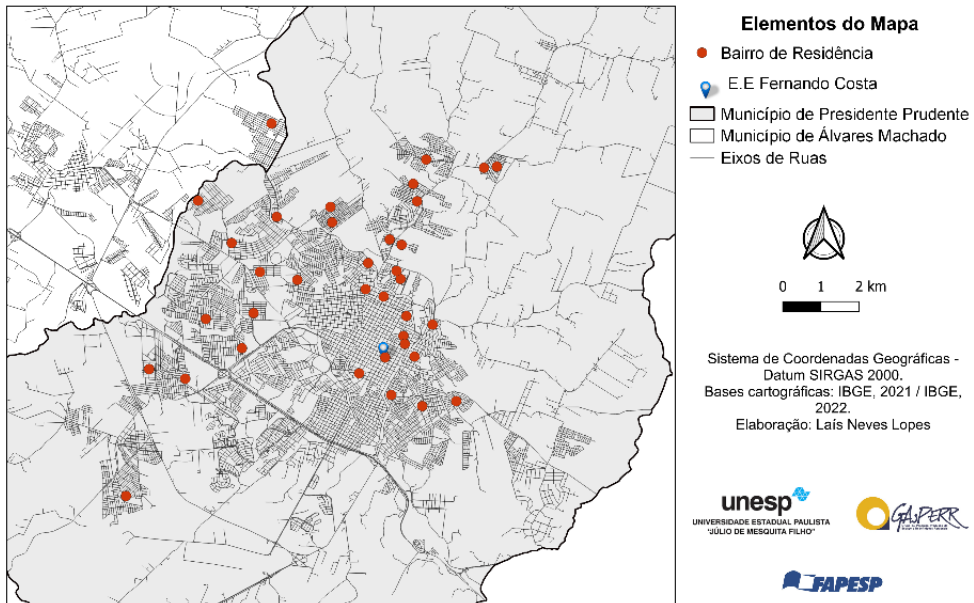 Elementos do Mapa
Bairro de Residência
E.E Fernando Costa
Município de Presidente Prudente
Município de Álvares Machado
Eixos de Ruas
0 1 2 km
Sistema de Coordenadas Geográficas -
Datum SIRGAS 2000.
Bases cartográficas: IBGE, 2021 / IBGE,
2022.
Elaboração: Laís Neves Lopes
unesp
UNIVERSIDADE ESTADUAL PAULISTA
"JÚLIO DE MESQUITA FILHO"
GAsPERR
FAPESP